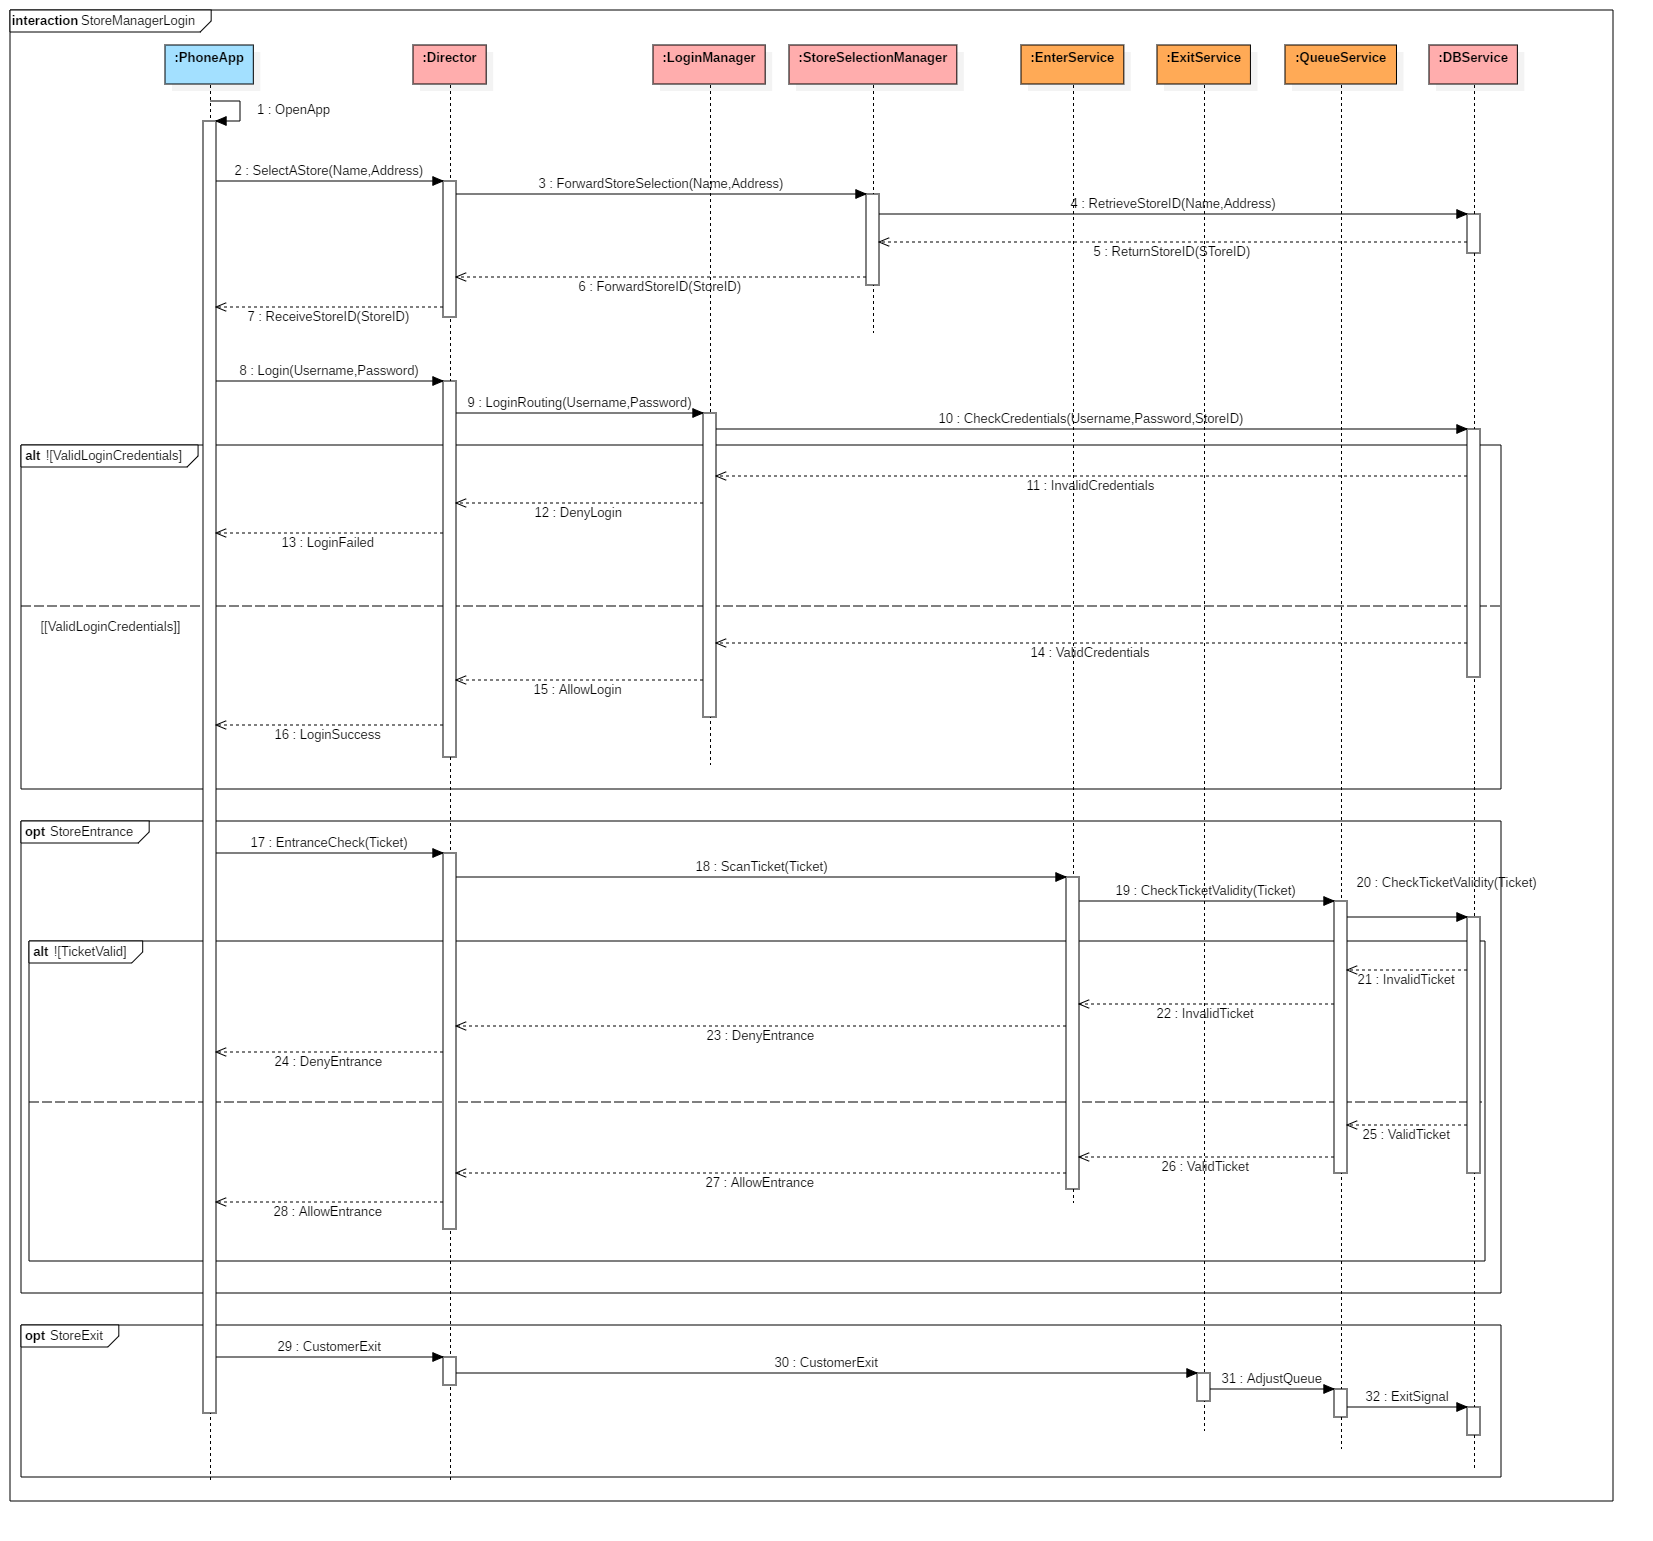 interaction StoreManagerLogin
:PhoneApp :Director :LoginManager :StoreSelectionManager :EnterService :ExitService :QueueService :DBService
1 : OpenApp
2 : SelectAStore(Name,Address)
3 : ForwardStoreSelection(Name,Address)
4 : RetrieveStoreID(Name,Address)
5 : ReturnStoreID(SToreID)
6 : ForwardStoreID(StoreID)
7 : ReceiveStoreID(StoreID)
8 : Login(Username,Password)
9 : LoginRouting(Username,Password)
10 : CheckCredentials(Username,Password,StoreID)
alt ![ValidLoginCredentials]
11 : InvalidCredentials
12 : DenyLogin
13 : LoginFailed
[[ValidLoginCredentials]]
14 : ValidCredentials
15 : AllowLogin
16 : LoginSuccess
opt StoreEntrance
17 : EntranceCheck(Ticket)
18 : ScanTicket(Ticket)
19 : CheckTicketValidity(Ticket)
20 : CheckTicketValidity(Ticket)
alt ![TicketValid]
21 : InvalidTicket
22 : InvalidTicket
23 : DenyEntrance
24 : DenyEntrance
25 : ValidTicket
26 : ValidTicket
27 : AllowEntrance
28 : AllowEntrance
opt StoreExit
29 : CustomerExit
30 : CustomerExit
31 : AdjustQueue
32 : ExitSignal